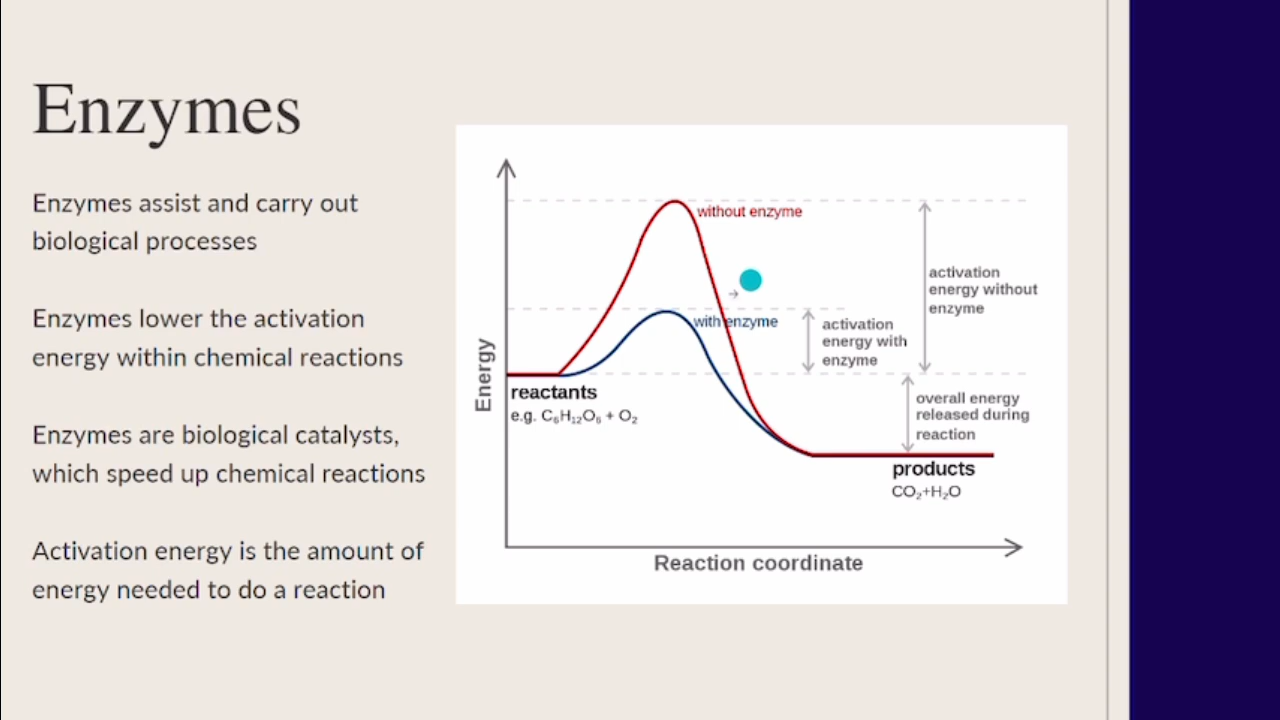 Enzymes
Enzymes assist and carry out
biological processes
Enzymes lower the activation
energy within chemical reactions
Enzymes are biological catalysts,
which speed up chemical reactions
Activation energy is the amount of
energy needed to do a reaction
without enzyme
with enzyme
activation
energy without
enzyme
activation
energy with
enzyme
Energy
reactants
e.g. C₆H₁₂O₆ + O₂
overall energy
released during
reaction
products
CO₂+H₂O
Reaction coordinate